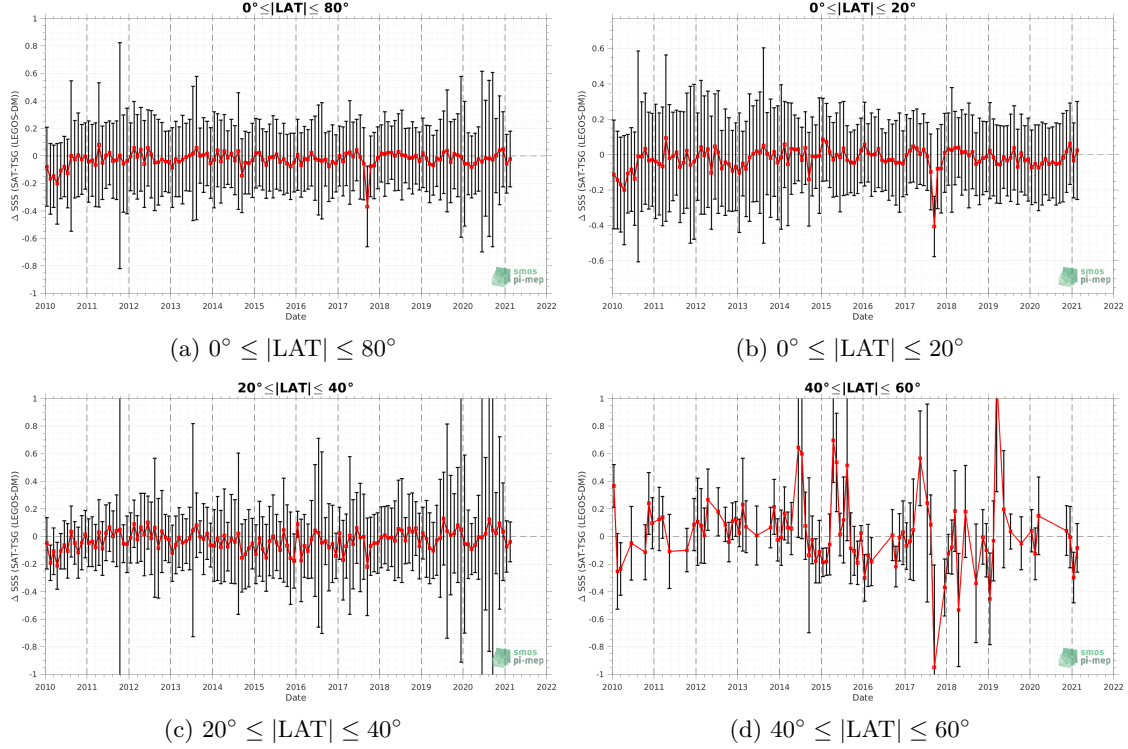 0°≤|LAT|≤ 80°
Δ SSS (SAT-TSG (LEGOS-DM))
1
0.8
0.6
0.4
0.2
0
-0.2
-0.4
-0.6
-0.8
-1
2010 2011 2012 2013 2014 2015 2016 2017 2018 2019 2020 2021 2022
Date
smos
pi-mep
(a) 0° ≤ |LAT| ≤ 80°
0°≤|LAT|≤ 20°
Δ SSS (SAT-TSG (LEGOS-DM))
0.6
0.4
0.2
0
-0.2
-0.4
-0.6
2010 2011 2012 2013 2014 2015 2016 2017 2018 2019 2020 2021 2022
Date
smos
pi-mep
(b) 0° ≤ |LAT| ≤ 20°
20°≤|LAT|≤ 40°
Δ SSS (SAT-TSG (LEGOS-DM))
1
0.8
0.6
0.4
0.2
0
-0.2
-0.4
-0.6
-0.8
-1
2010 2011 2012 2013 2014 2015 2016 2017 2018 2019 2020 2021 2022
Date
smos
pi-mep
(c) 20° ≤ |LAT| ≤ 40°
40°≤|LAT|≤ 60°
Δ SSS (SAT-TSG (LEGOS-DM))
1
0.8
0.6
0.4
0.2
0
-0.2
-0.4
-0.6
-0.8
-1
2010 2011 2012 2013 2014 2015 2016 2017 2018 2019 2020 2021 2022
Date
smos
pi-mep
(d) 40° ≤ |LAT| ≤ 60°